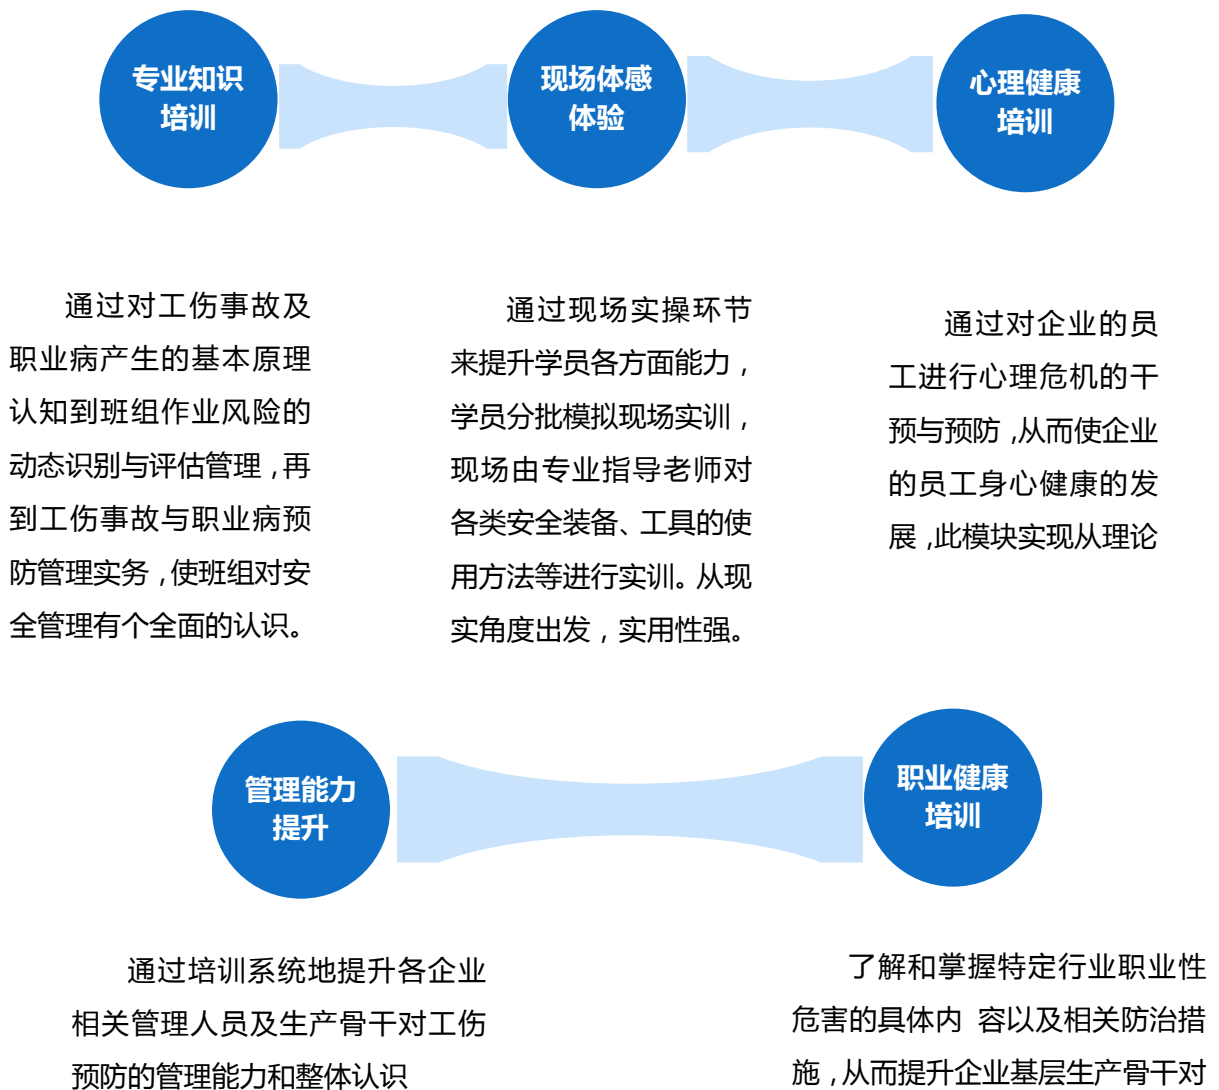 专业知识
培训
现场体感
体验
心理健康
培训
通过对工伤事故及
职业病产生的基本原理
认知到班组作业风险的
动态识别与评估管理，再
到工伤事故与职业病预
防管理实务，使班组对安
全管理有个全面的认识。
通过现场实操环节
来提升学员各方面能力，
学员分批模拟现场实训，
现场由专业指导老师对
各类安全装备、工具的使
用方法等进行实训。从现
实角度出发，实用性强。
通过对企业的员
工进行心理危机的干
预与预防，从而使企业
的员工身心健康的发
展，此模块实现从理论
管理能力
提升
职业健康
培训
通过培训系统地提升各企业
相关管理人员及生产骨干对工伤
预防的管理能力和整体认识
了解和掌握特定行业职业性
危害的具体内 容以及相关防治措
施，从而提升企业基层生产骨干对